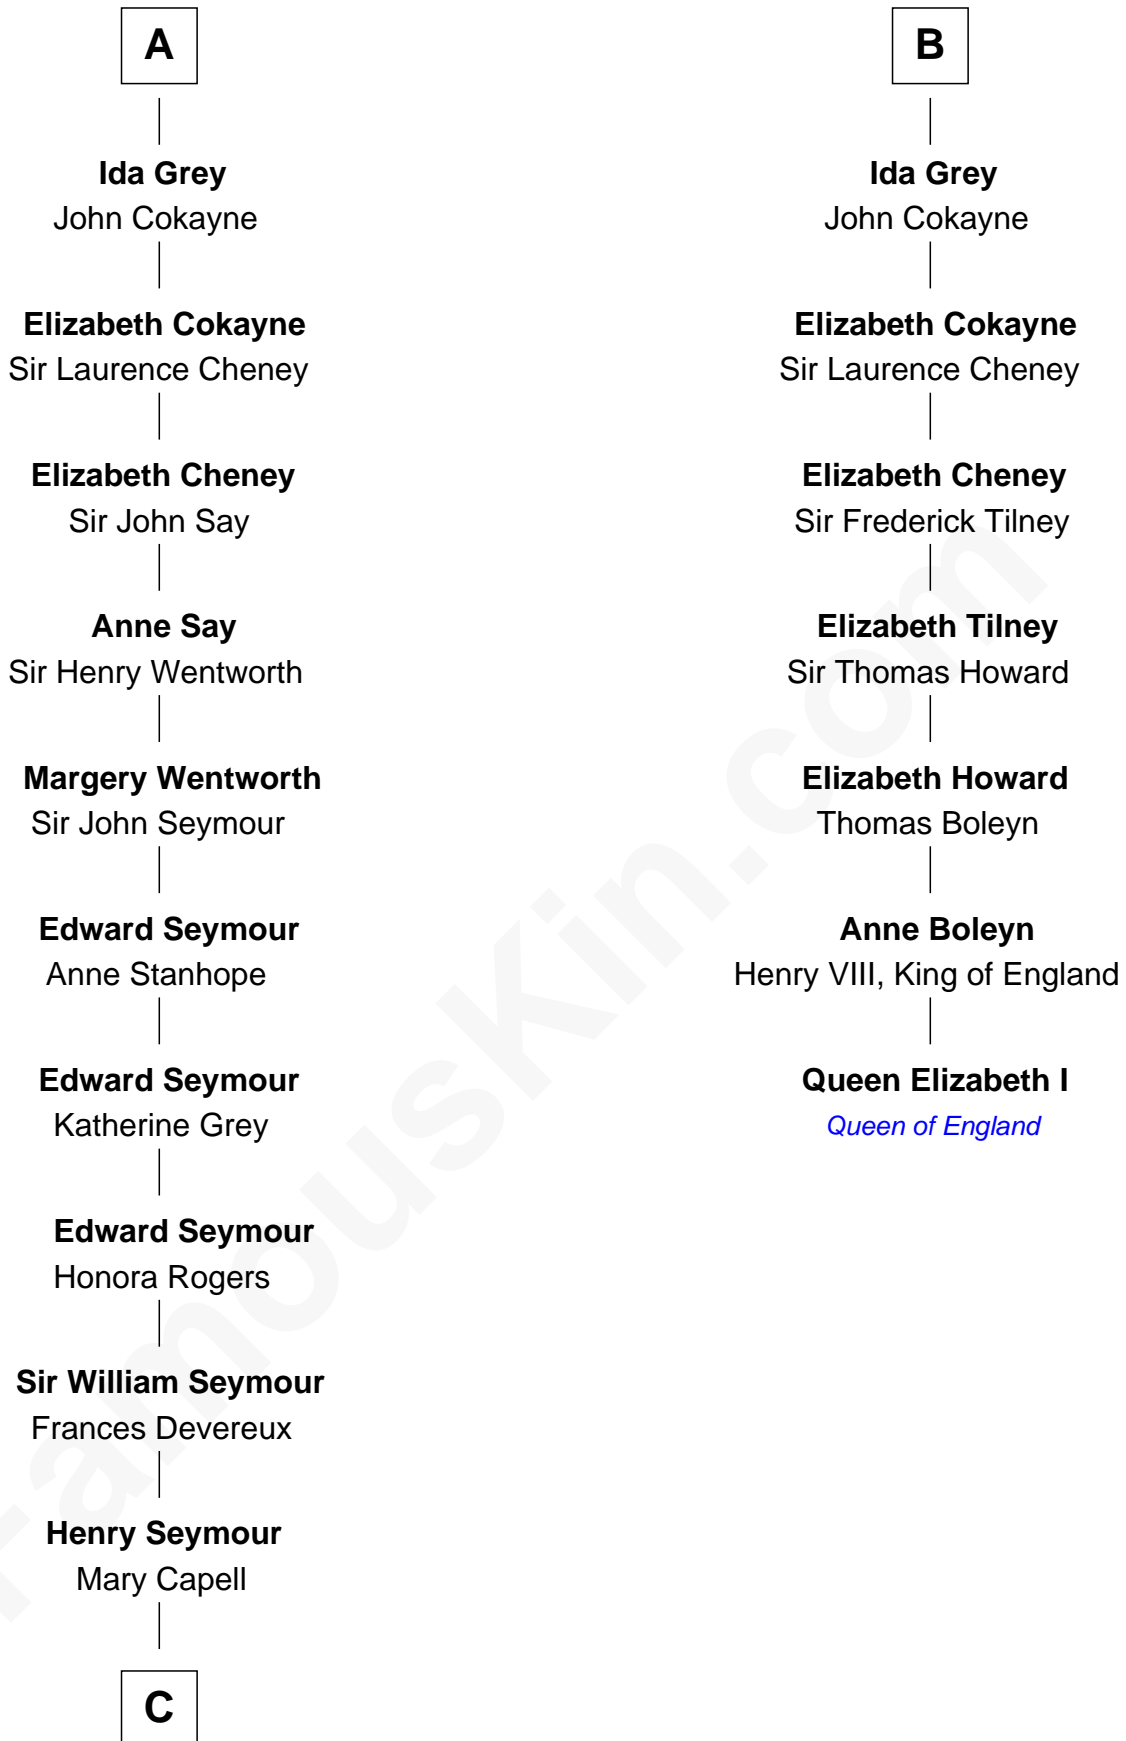 A
Ida Grey
John Cokayne
Elizabeth Cokayne
Sir Laurence Cheney
Elizabeth Cheney
Sir John Say
Anne Say
Sir Henry Wentworth
Margery Wentworth
Sir John Seymour
Edward Seymour
Anne Stanhope
Edward Seymour
Katherine Grey
Edward Seymour
Honora Rogers
Sir William Seymour
Frances Devereux
Henry Seymour
Mary Capell
C
B
Ida Grey
John Cokayne
Elizabeth Cokayne
Sir Laurence Cheney
Elizabeth Cheney
Sir Frederick Tilney
Elizabeth Tilney
Sir Thomas Howard
Elizabeth Howard
Thomas Boleyn
Anne Boleyn
Henry VIII, King of England
Queen Elizabeth I
Queen of England
FamousKin.com